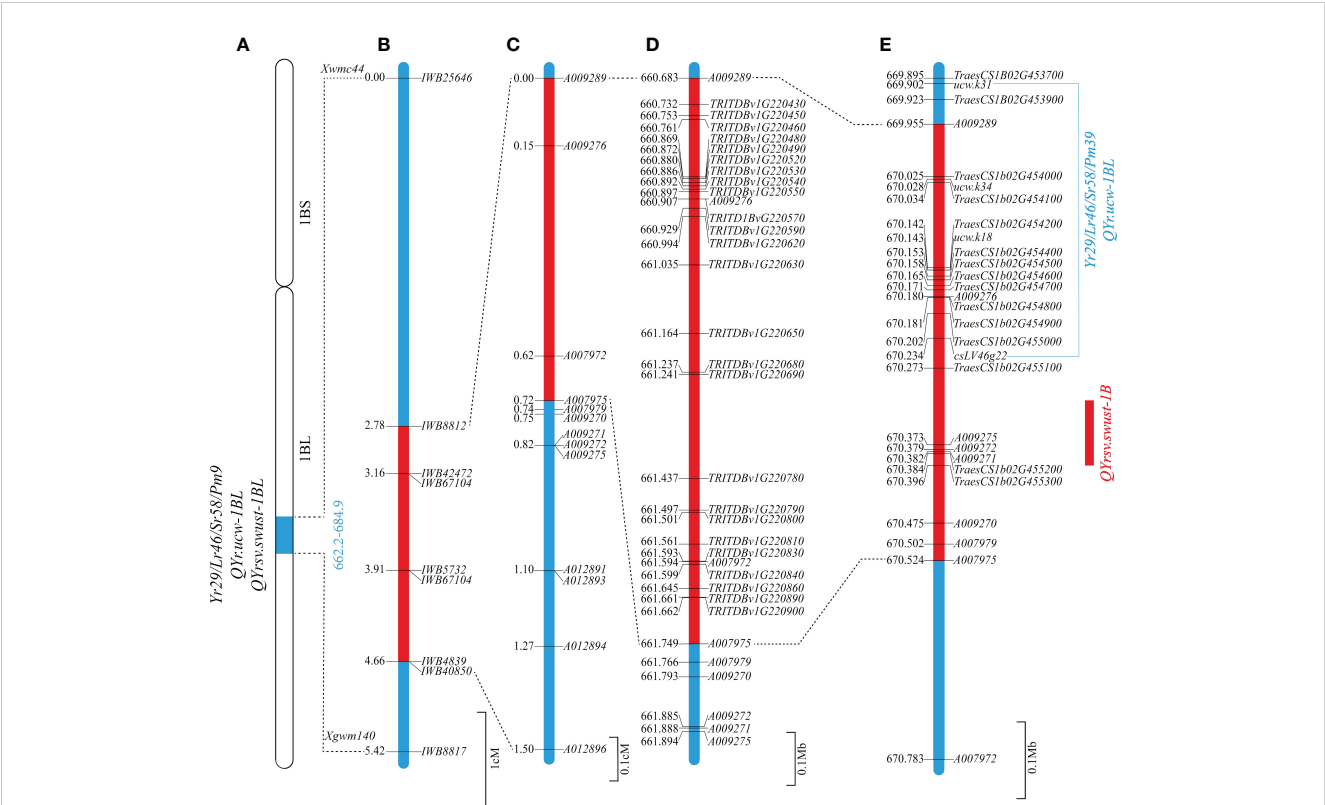 A
B
C
D
E
1BS
1BL
Yr29/Lr46/Sr58/Pm9
QYr.ucw-1BL
QYrsv.swust-1BL
662.2-684.9
Xwmc44
Xgwm140
0.00 IWB25646
2.78 IWB8812
3.16 IWB42472
IWB67104
3.91 IWB5732
IWB67104
4.66 IWB4839
IWB40850
5.42 IWB8817
1cM
0.00 A009289
0.15 A009276
0.62 A007972
0.72 A007975
0.74 A007979
0.75 A009270
A009271
0.82 A009272
A009275
1.10 A012891
A012893
1.27 A012894
1.50 A012896
0.1cM
660.683 A009289
660.732 TRITDBv1G220430
660.753 TRITDBv1G220450
660.761 TRITDBv1G220460
660.869 TRITDBv1G220480
660.872 TRITDBv1G220490
660.880 TRITDBv1G220520
660.886 TRITDBv1G220530
660.892 TRITDBv1G220540
660.897 TRITDBv1G220550
660.907 A009276
TRITD1BvG220570
660.929 TRITDBv1G220590
660.994 TRITDBv1G220620
661.035 TRITDBv1G220630
661.164 TRITDBv1G220650
661.237 TRITDBv1G220680
661.241 TRITDBv1G220690
661.437 TRITDBv1G220780
661.497 TRITDBv1G220790
661.501 TRITDBv1G220800
661.561 TRITDBv1G220810
661.593 TRITDBv1G220830
661.594 A007972
661.599 TRITDBv1G220840
661.645 TRITDBv1G220860
661.661 TRITDBv1G220890
661.662 TRITDBv1G220900
661.749 A007975
661.766 A007979
661.793 A009270
661.885 A009272
661.888 A009271
661.894 A009275
0.1Mb
669.895 TraesCS1B02G453700
669.902 ucw.k31
669.923 TraesCS1B02G453900
669.955 A009289
670.025 TraesCS1b02G454000
670.028 ucw.k34
670.034 TraesCS1b02G454100
670.142 TraesCS1b02G454200
670.143 ucw.k18
670.153 TraesCS1b02G454400
670.158 TraesCS1b02G454500
670.165 TraesCS1b02G454600
670.171 TraesCS1b02G454700
670.180 A009276
TraesCS1b02G454800
670.181 TraesCS1b02G454900
670.202 TraesCS1b02G455000
670.234 csLV46g22
670.273 TraesCS1b02G455100
670.373 A009275
670.379 A009272
670.382 A009271
670.384 TraesCS1b02G455200
670.396 TraesCS1b02G455300
670.475 A009270
670.502 A007979
670.524 A007975
670.783 A007972
0.1Mb
Yr29/Lr46/Sr58/Pm39
QYr.ucw-1BL
QYrsv.swust-1B